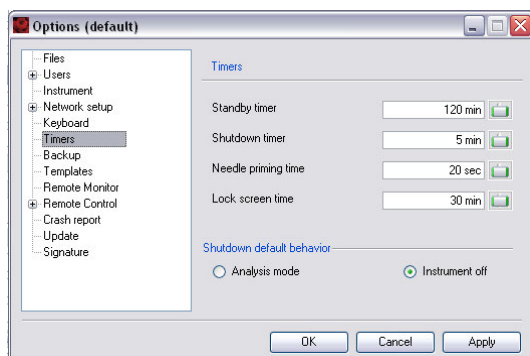 Options (default)
Files
Users
Instrument
Network setup
Keyboard
Timers
Backup
Templates
Remote Monitor
Remote Control
Crash report
Update
Signature
Timers
Standby timer 120 min
Shutdown timer 5 min
Needle priming time 20 sec
Lock screen time 30 min
Shutdown default behavior
Analysis mode Instrument off
OK Cancel Apply